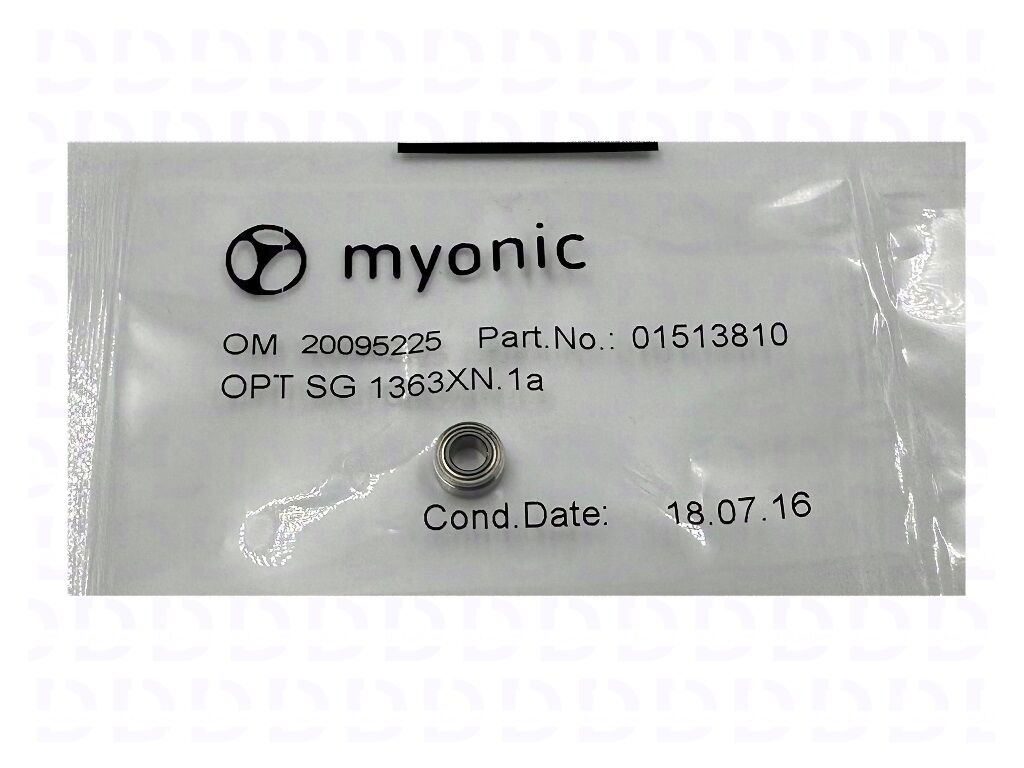 myonic
OM 20095225 Part.No.: 01513810
OPT SG 1363XN.1a
Cond.Date: 18.07.16